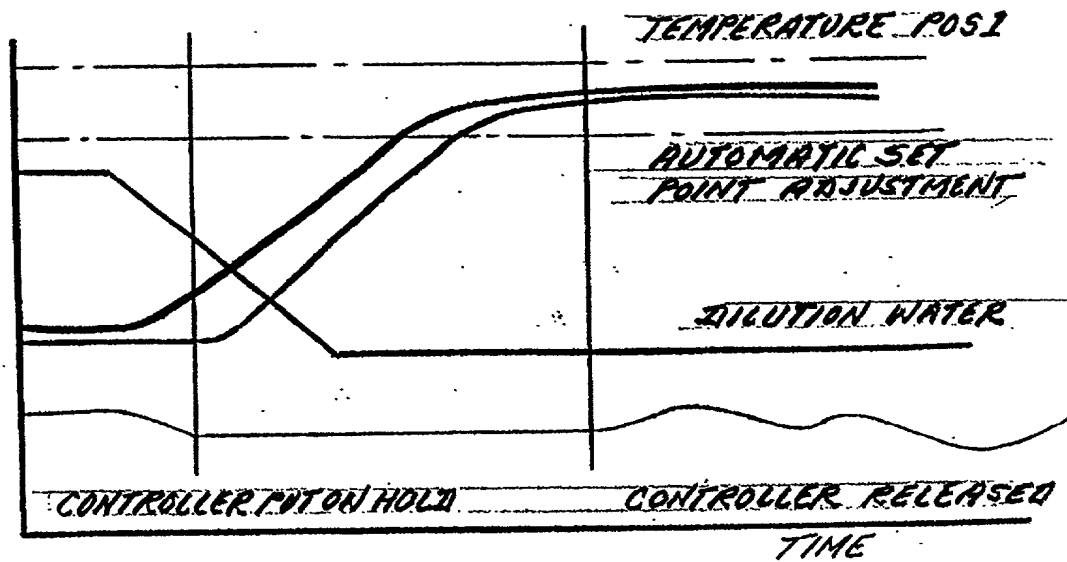 TEMPERATURE POS1
AUTOMATIC SET
POINT ADJUSTMENT
DILUTION WATER
CONTROLLER PUT ON HOLD
CONTROLLER RELEASED
TIME